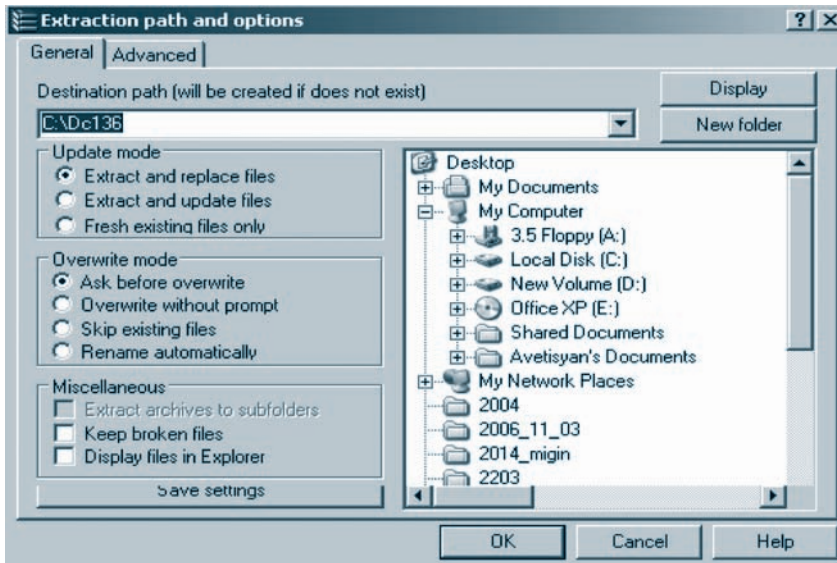 Extraction path and options
General
Advanced
Destination path (will be created if does not exist)
Display
C:\Dc136
New folder
Update mode
Extract and replace files
Extract and update files
Fresh existing files only
Overwrite mode
Ask before overwrite
Overwrite without prompt
Skip existing files
Rename automatically
Miscellaneous
Extract archives to subfolders
Keep broken files
Display files in Explorer
Save settings
Desktop
My Documents
My Computer
3.5 Floppy (A:)
Local Disk (C:)
New Volume (D:)
Office XP (E:)
Shared Documents
Avetisyan's Documents
My Network Places
2004
2006_11_03
2014_migin
2203
OK
Cancel
Help